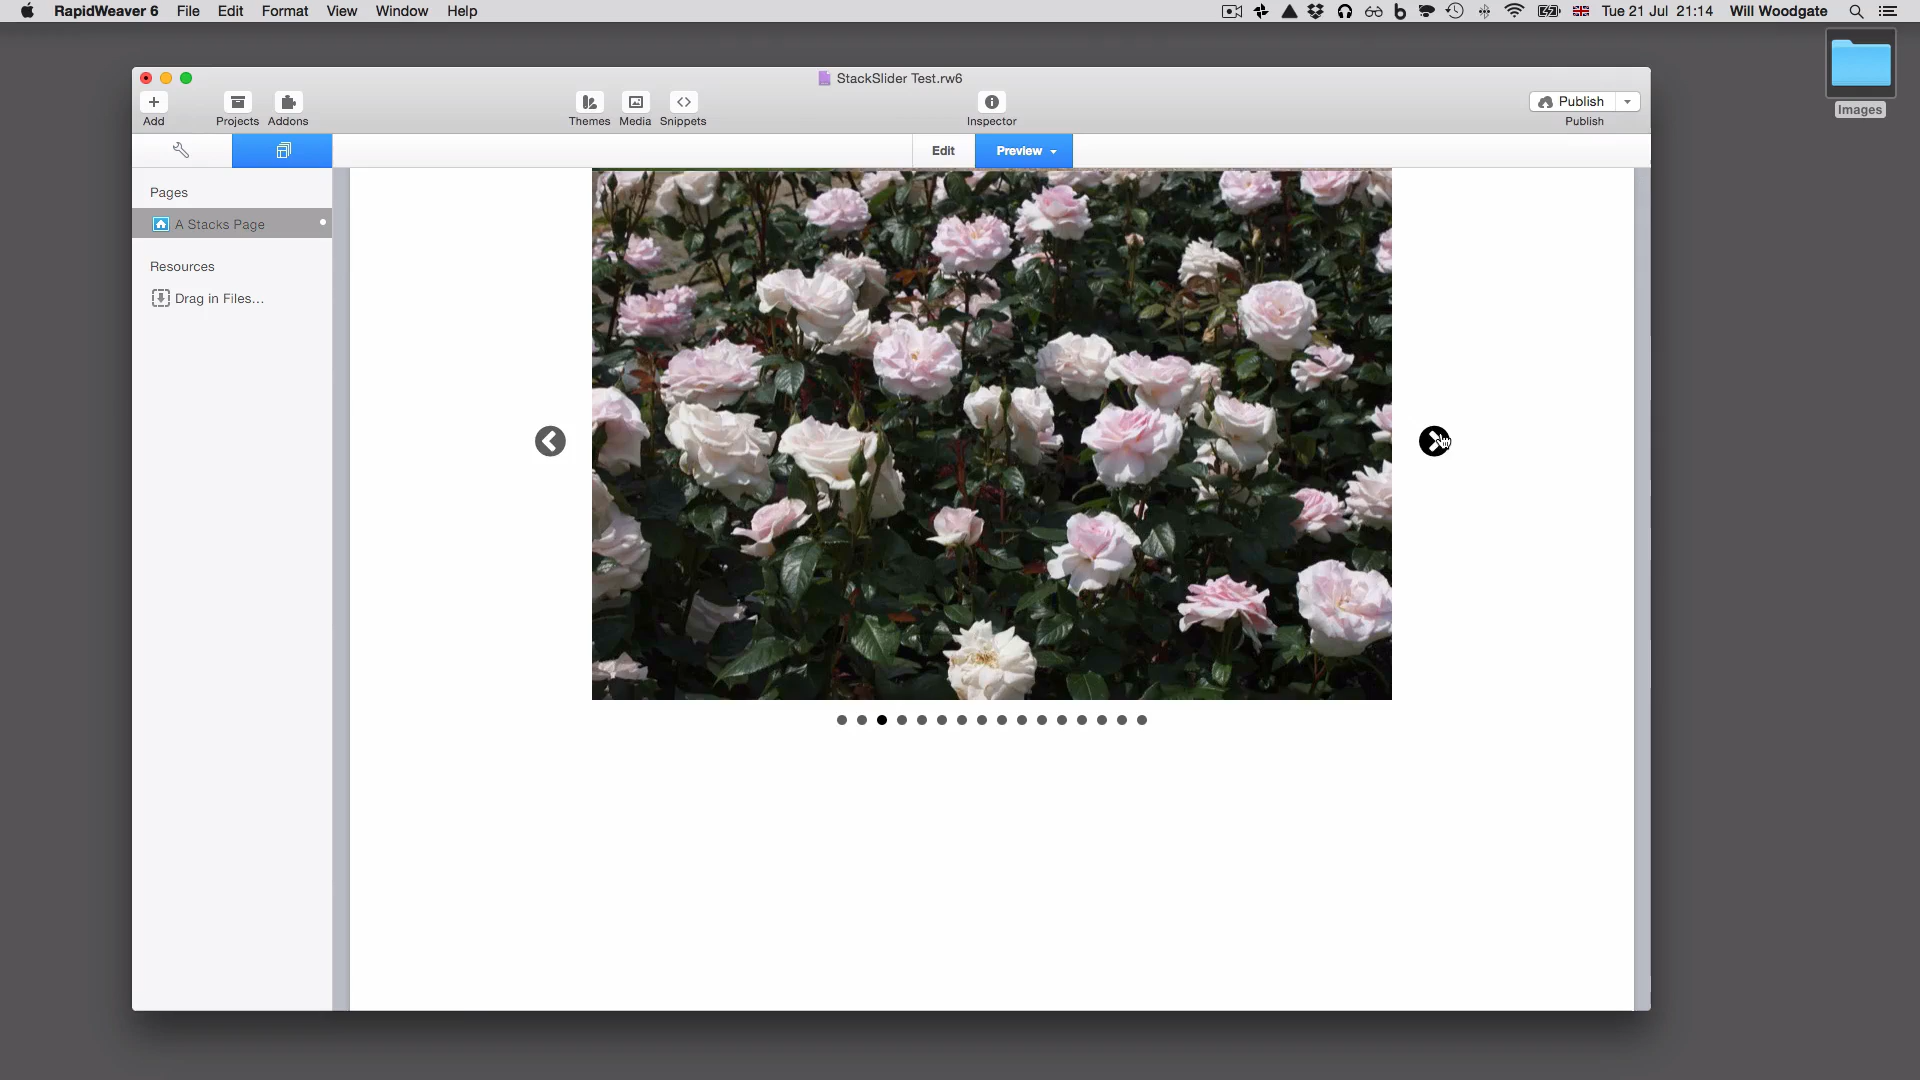 RapidWeaver 6 File Edit Format View Window Help Tue 21 Jul 21:14 Will Woodgate
StackSlider Test.rw6
Add Projects Addons Themes Media Snippets Inspector Publish
Publish
Edit Preview
Pages
A Stacks Page
Resources
Drag in Files...
Images